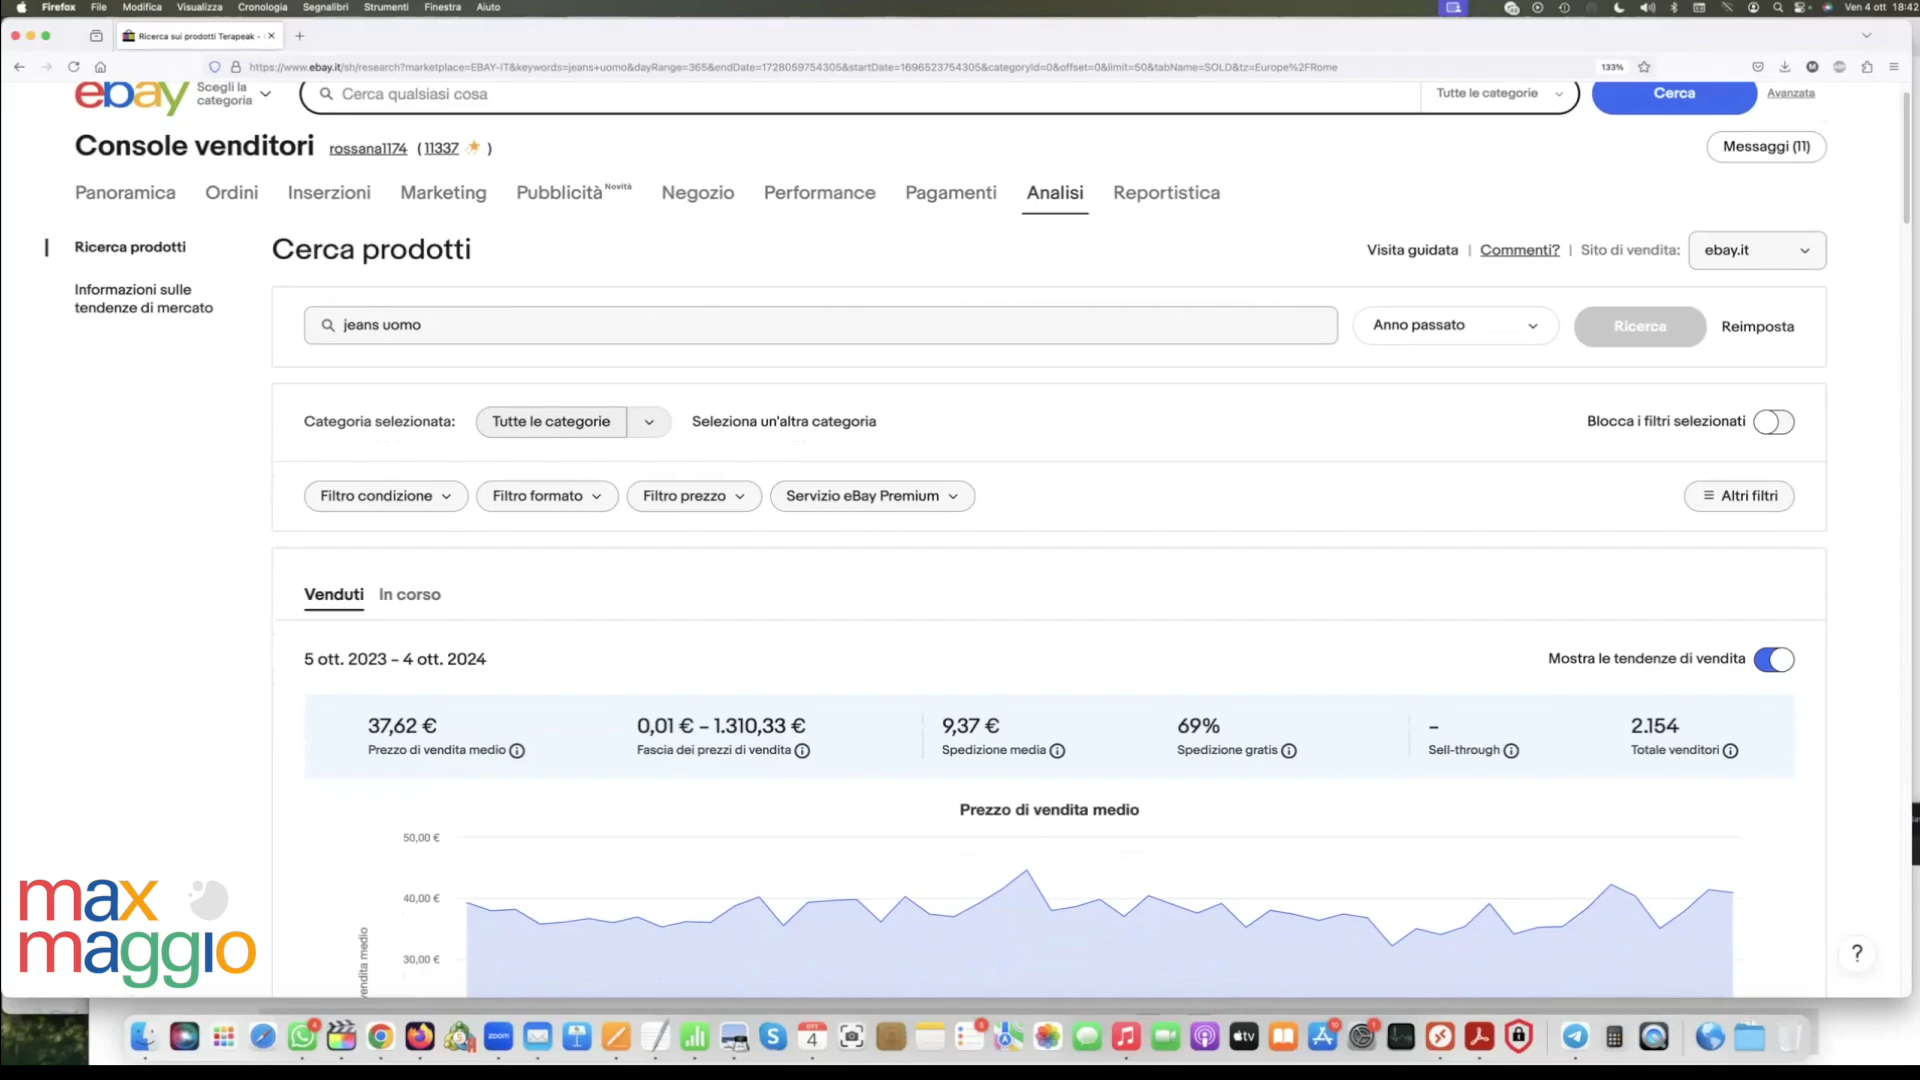 Firefox File Modifica Visualizza Cronologia Segnalibri Strumenti Finestra Aiuto Ven 4 ott 18:42
Ricerca sui prodotti Terapeak -
https://www.ebay.it/sh/research?marketplace=EBAY-IT&keywords=jeans+uomo&dayRange=365&endDate=1728059754305&startDate=1696523754305&categoryId=0&offset=0&limit=50&tabName=SOLD&tz=Europe%2FRome 133%
ebay Scegli la categoria Cerca qualsiasi cosa Tutte le categorie Cerca Avanzata
Console venditori rossana1174 (11337) Messaggi (11)
Panoramica Ordini Inserzioni Marketing Pubblicità Novità Negozio Performance Pagamenti Analisi Reportistica
Ricerca prodotti
Informazioni sulle
tendenze di mercato
Cerca prodotti Visita guidata | Commenti? | Sito di vendita: ebay.it
jeans uomo Anno passato Ricerca Reimposta
Categoria selezionata: Tutte le categorie Seleziona un'altra categoria Blocca i filtri selezionati
Filtro condizione Filtro formato Filtro prezzo Servizio eBay Premium Altri filtri
Venduti In corso
5 ott. 2023 – 4 ott. 2024 Mostra le tendenze di vendita
37,62 € 0,01 € – 1.310,33 € 9,37 € 69% – 2.154
Prezzo di vendita medio Fascia dei prezzi di vendita Spedizione media Spedizione gratis Sell-through Totale venditori
Prezzo di vendita medio
50,00 €
40,00 €
30,00 €
vendita medio
max
maggio
?
zoom
OTT
4
tv